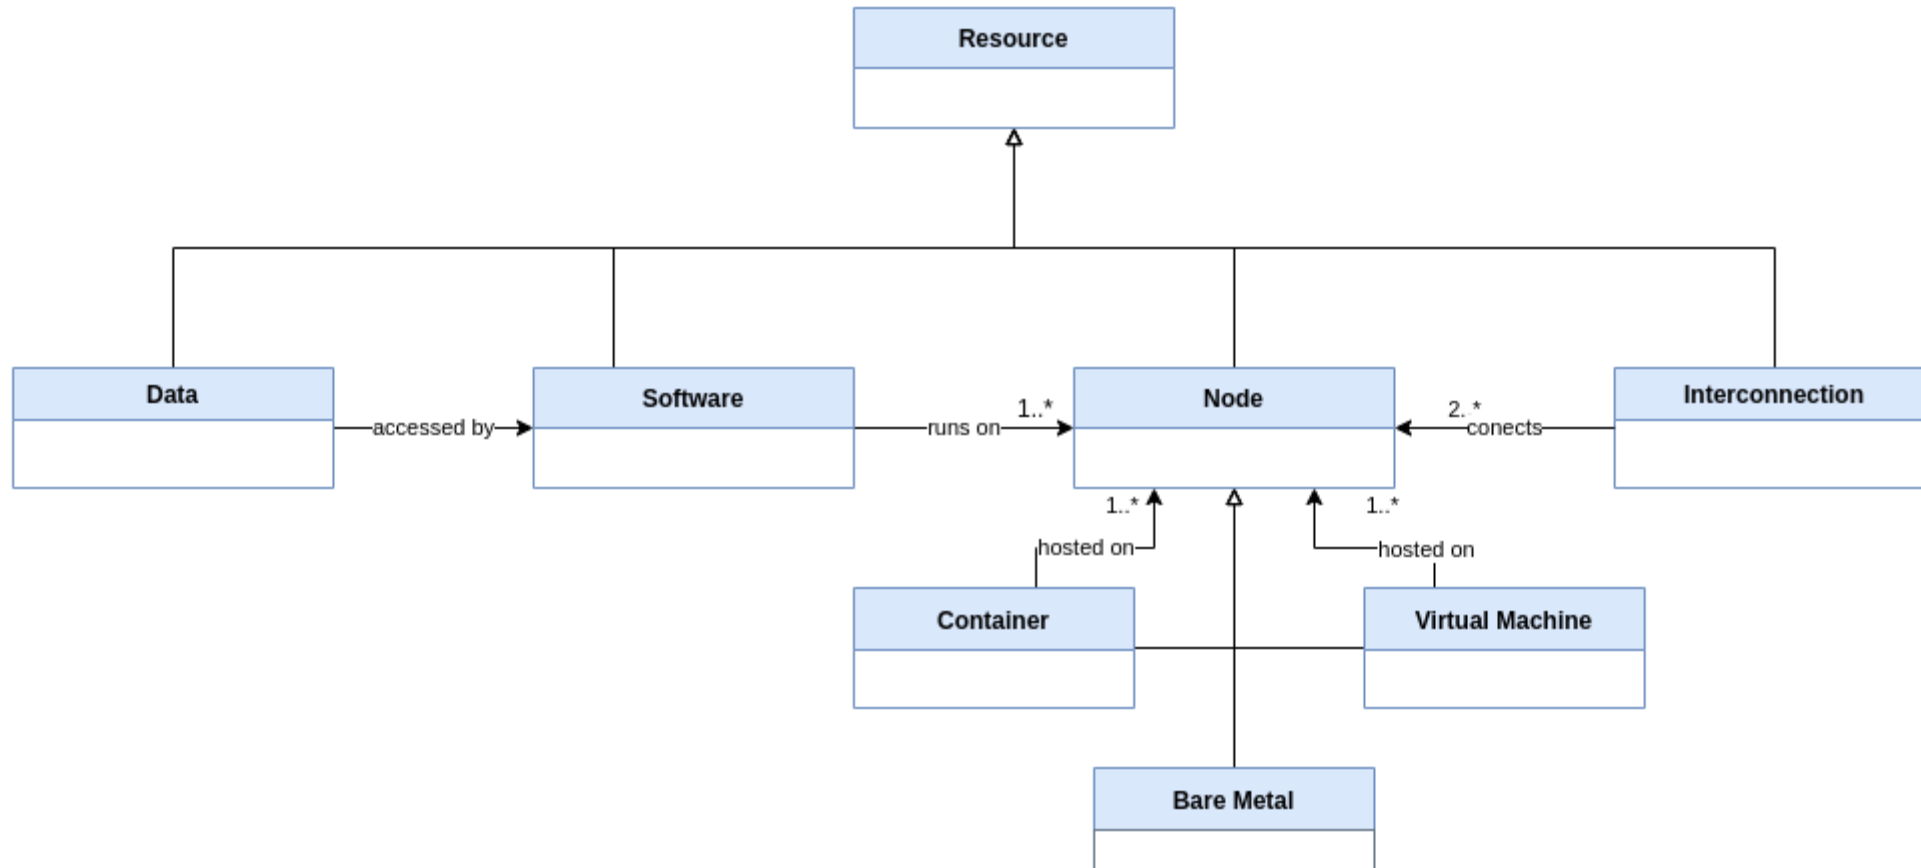 Resource
Data
Software
Node
Interconnection
accessed by
runs on
1..*
2..*
conects
1..*
1..*
hosted on
hosted on
Container
Virtual Machine
Bare Metal